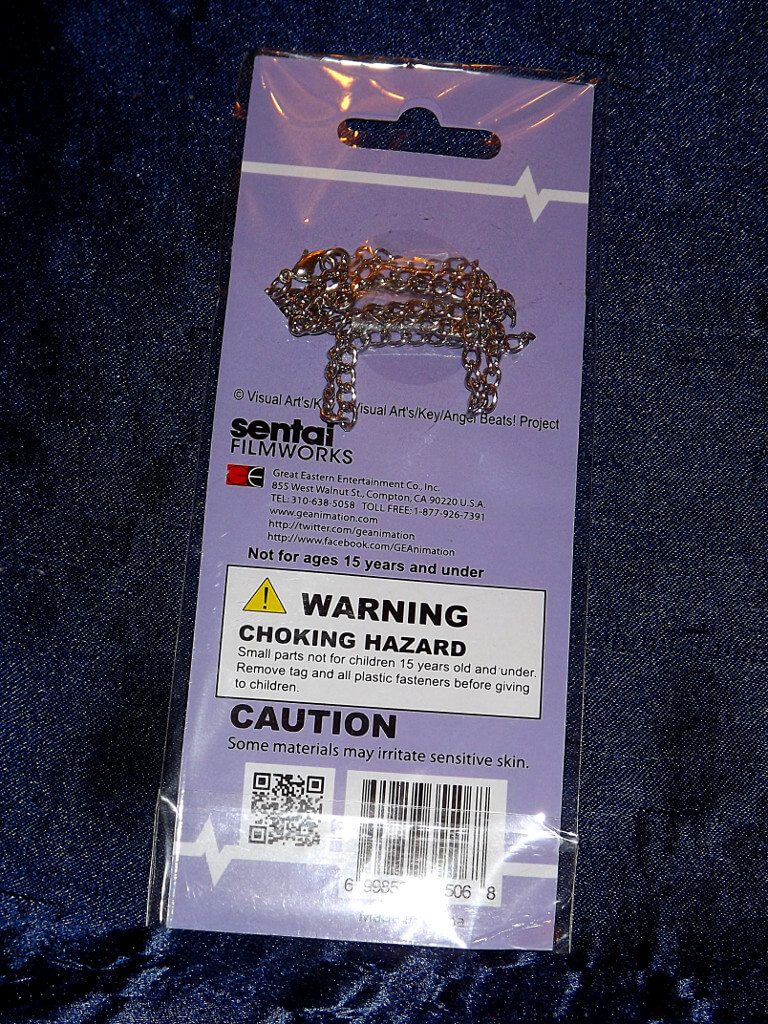 © Visual Art's/K Visual Art's/Key/Angel Beats! Project
sentai
FILMWORKS
Great Eastern Entertainment Co., Inc.
855 West Walnut St., Compton, CA 90220 U.S.A.
TEL: 310-638-5058 TOLL FREE: 1-877-926-7391
www.geanimation.com
http://twitter.com/geanimation
http://www.facebook.com/GEAnimation
Not for ages 15 years and under
WARNING
CHOKING HAZARD
Small parts not for children 15 years old and under.
Remove tag and all plastic fasteners before giving
to children.
CAUTION
Some materials may irritate sensitive skin.